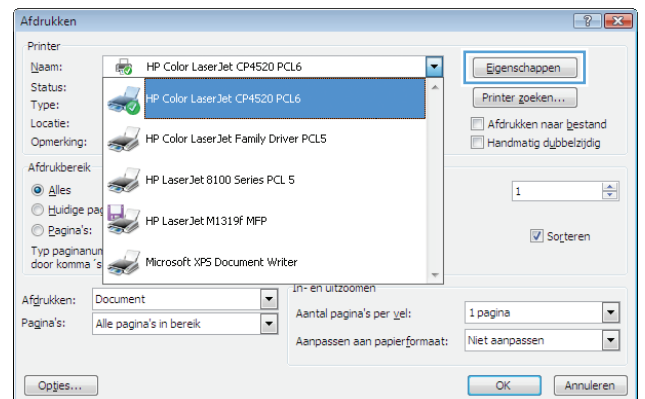 Afdrukken
Printer
Naam: HP Color LaserJet CP4520 PCL6 Eigenschappen
Status:
HP Color LaserJet CP4520 PCL6 Printer zoeken...
Type:
Locatie: Afdrukken naar bestand
Opmerking: HP Color LaserJet Family Driver PCL5 Handmatig dubbelzijdig
Afdrukbereik
HP LaserJet 8100 Series PCL 5
Alles 1
Huidige pag
HP LaserJet M1319f MFP
Pagina's: Sorteren
Typ paginanun
door komma 's Microsoft XPS Document Writer
In- en uitzoomen
Afdrukken: Document
Aantal pagina's per vel: 1 pagina
Pagina's: Alle pagina's in bereik
Aanpassen aan papierformaat: Niet aanpassen
Opties... OK Annuleren